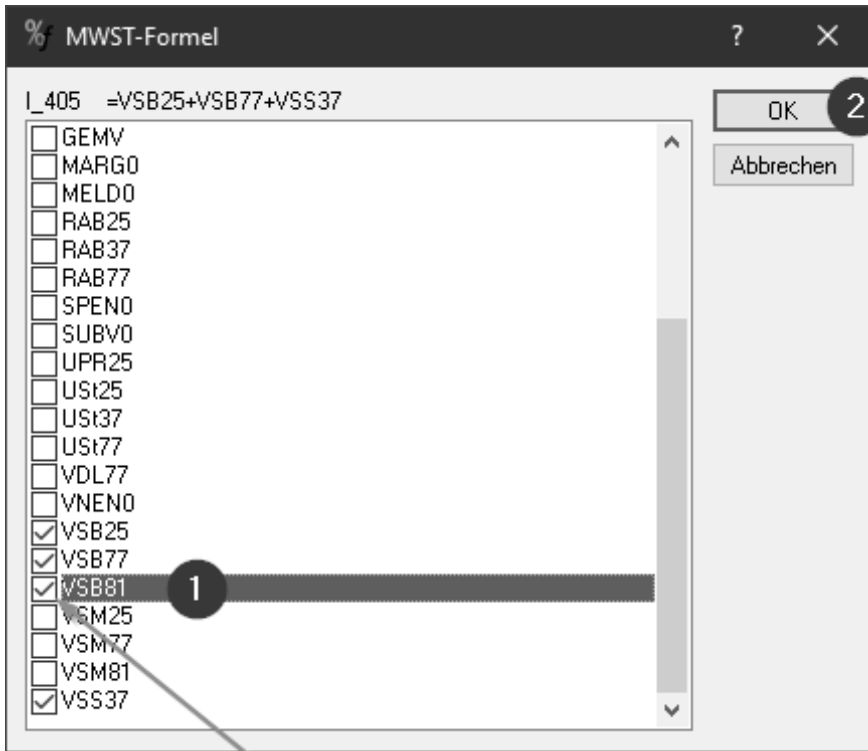 %f MWST-Formel ?
I_405 =VSB25+VSB77+VSS37
OK 2
Abbrechen
GEMV
MARG0
MELD0
RAB25
RAB37
RAB77
SPEN0
SUBV0
UPR25
USt25
USt37
USt77
VDL77
VNEN0
VSB25
VSB77
VSB81 1
VSM25
VSM77
VSM81
VSS37